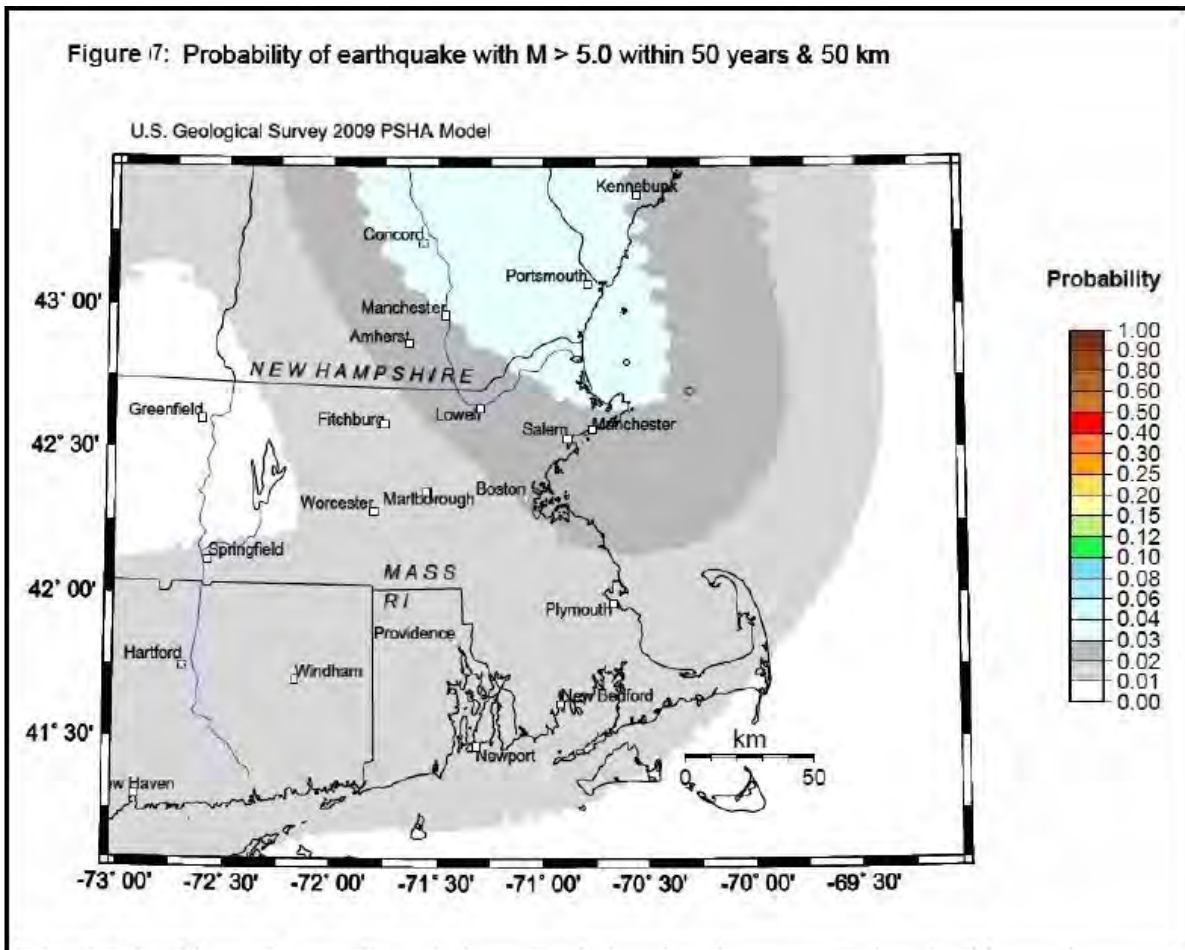 Figure 7: Probability of earthquake with M > 5.0 within 50 years & 50 km
U.S. Geological Survey 2009 PSHA Model
Kennebunk
Concord
Portsmouth
Manchester
Amherst
NEW HAMPSHIRE
Greenfield
Fitchburg
Lowell
Salem
Manchester
Worcester
Marlborough
Boston
Springfield
MASS
RI
Plymouth
Providence
Hartford
Windham
New Bedford
Newport
ew Haven
km
0 50
43° 00'
42° 30'
42° 00'
41° 30'
-73° 00' -72° 30' -72° 00' -71° 30' -71° 00' -70° 30' -70° 00' -69° 30'
Probability
1.00
0.90
0.80
0.60
0.50
0.40
0.30
0.25
0.20
0.15
0.12
0.10
0.08
0.06
0.04
0.03
0.02
0.01
0.00